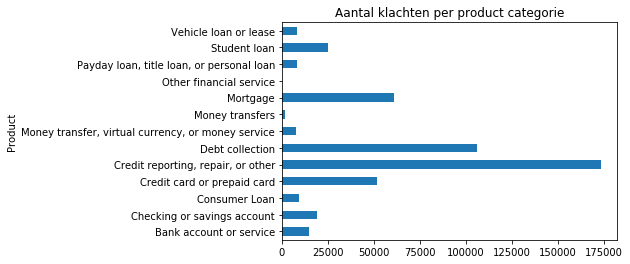 Aantal klachten per product categorie
Product
Vehicle loan or lease
Student loan
Payday loan, title loan, or personal loan
Other financial service
Mortgage
Money transfers
Money transfer, virtual currency, or money service
Debt collection
Credit reporting, repair, or other
Credit card or prepaid card
Consumer Loan
Checking or savings account
Bank account or service
0 25000 50000 75000 100000 125000 150000 175000